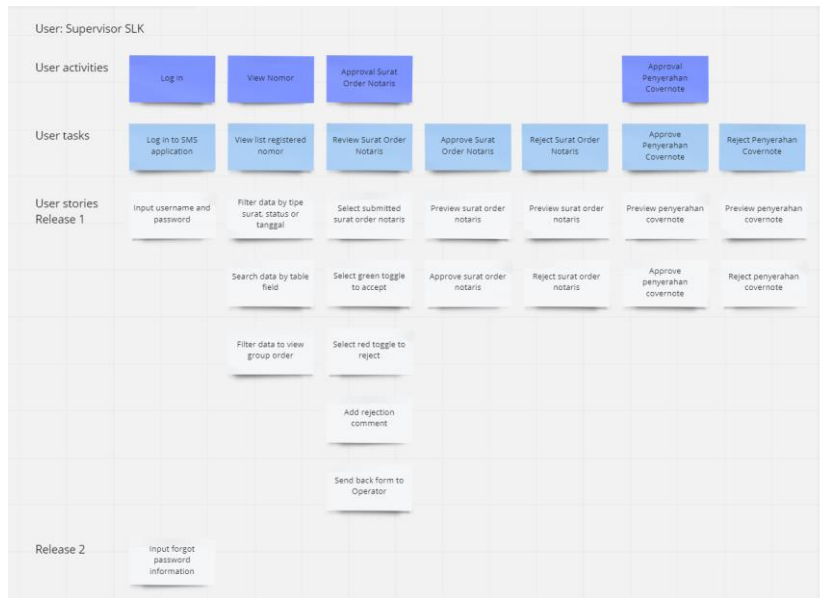 User: Supervisor SLK
User activities
Log in
View Nomor
Approval Surat
Order Notaris
Approval
Penyerahan
Covernote
User tasks
Log in to SMS
application
View list registered
nomor
Review Surat Order
Notaris
Approve Surat
Order Notaris
Reject Surat Order
Notaris
Approve
Penyerahan
Covernote
Reject Penyerahan
Covernote
User stories
Release 1
Input username and
password
Filter data by tipe
surat, status or
tanggal
Select submitted
surat order notaris
Preview surat order
notaris
Preview surat order
notaris
Preview penyerahan
covernote
Preview penyerahan
covernote
Search data by table
field
Select green toggle
to accept
Approve surat order
notaris
Reject surat order
notaris
Approve
penyerahan
covernote
Reject penyerahan
covernote
Filter data to view
group order
Select red toggle to
reject
Add rejection
comment
Send back form to
Operator
Release 2
Input forgot
password
information